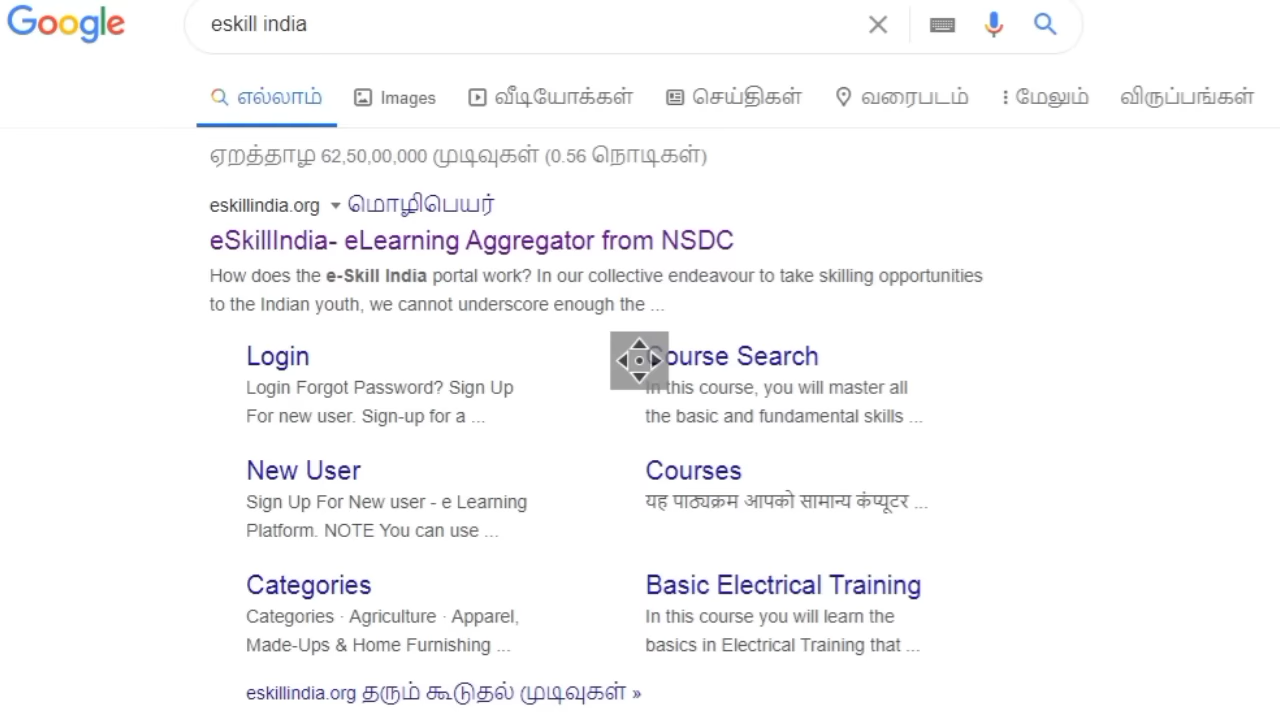 Google
eskill india
எல்லாம் Images வீடியோக்கள் செய்திகள் வரைபடம் மேலும் விருப்பங்கள்
ஏறத்தாழ 62,50,00,000 முடிவுகள் (0.56 நொடிகள்)
eskillindia.org மொழிபெயர்
eSkillIndia- eLearning Aggregator from NSDC
How does the e-Skill India portal work? In our collective endeavour to take skilling opportunities
to the Indian youth, we cannot underscore enough the ...
Login
Login Forgot Password? Sign Up
For new user. Sign-up for a ...
Course Search
In this course, you will master all
the basic and fundamental skills ...
New User
Sign Up For New user - e Learning
Platform. NOTE You can use ...
Courses
यह पाठ्यक्रम आपको सामान्य कंप्यूटर ...
Categories
Categories · Agriculture · Apparel,
Made-Ups & Home Furnishing ...
Basic Electrical Training
In this course you will learn the
basics in Electrical Training that ...
eskillindia.org தரும் கூடுதல் முடிவுகள் »